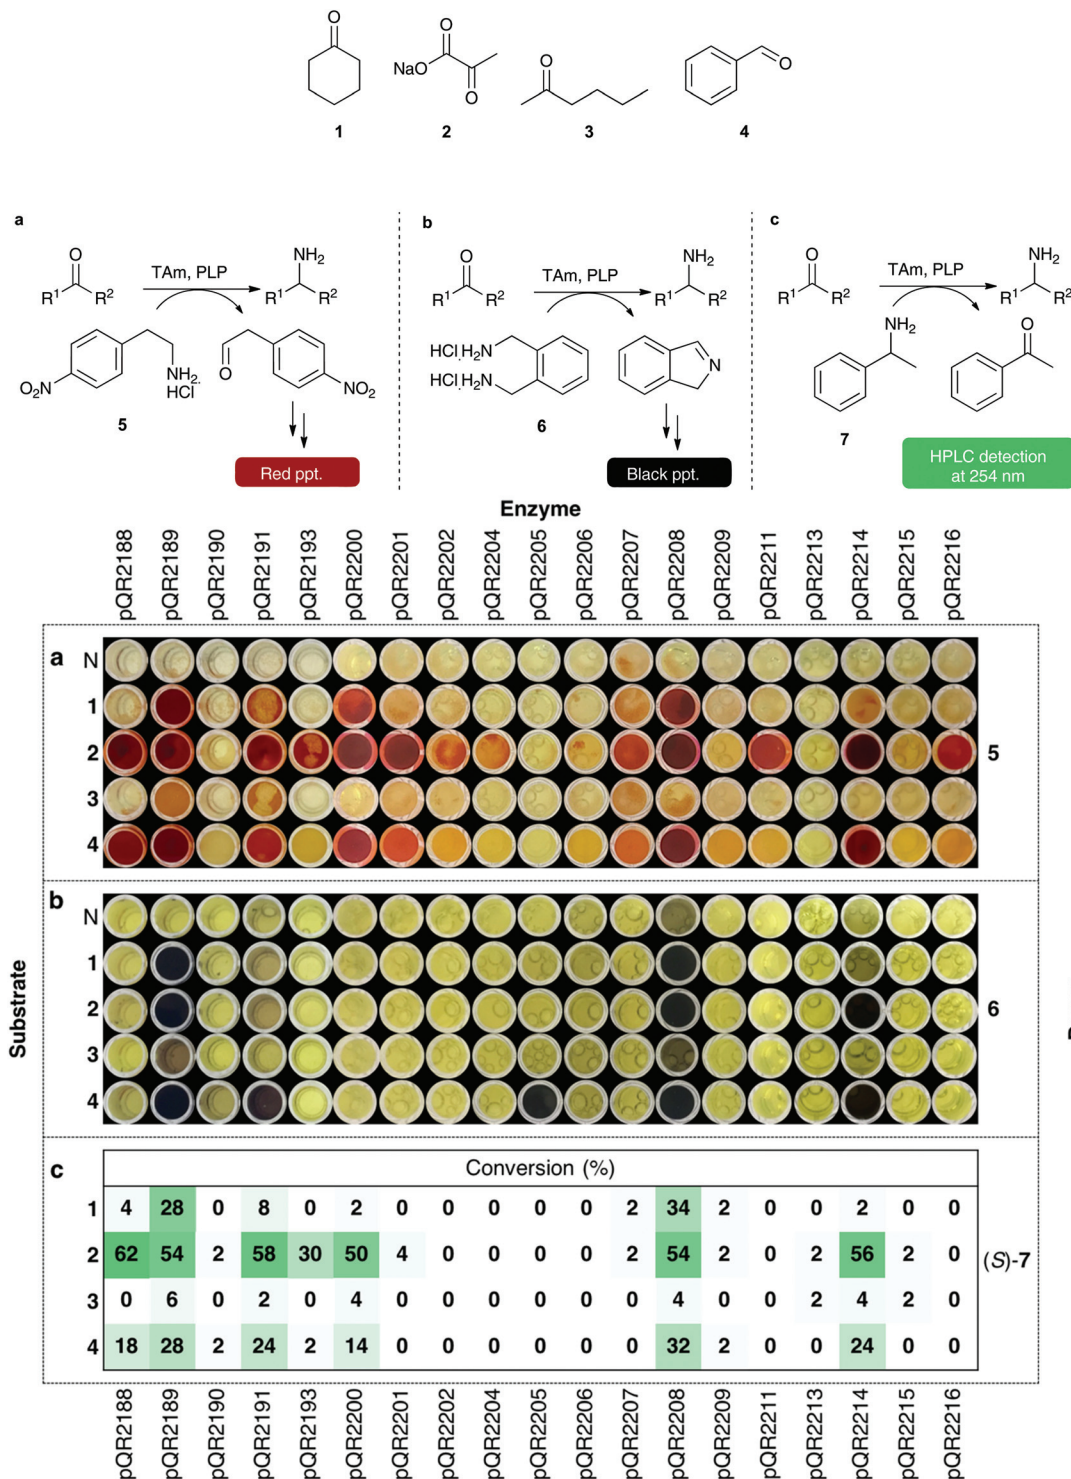 O
O
NaO
O
O
O
1
2
3
4
a
O
R¹ R²
TAm, PLP
NH₂
R¹ R²
O₂N
NH₂.
HCl
O
NO₂
5
Red ppt.
b
O
R¹ R²
TAm, PLP
NH₂
R¹ R²
HCl.H₂N
HCl.H₂N
N
6
Black ppt.
c
O
R¹ R²
TAm, PLP
NH₂
R¹ R²
NH₂
O
7
HPLC detection
at 254 nm
Enzyme
pQR2188 pQR2189 pQR2190 pQR2191 pQR2193 pQR2200 pQR2201 pQR2202 pQR2204 pQR2205 pQR2206 pQR2207 pQR2208 pQR2209 pQR2211 pQR2213 pQR2214 pQR2215 pQR2216
Substrate
a N
1
2 5
3
4
b N
1
2 6
3
4
c Conversion (%)
1 4 28 0 8 0 2 0 0 0 0 0 2 34 2 0 0 2 0 0
2 62 54 2 58 30 50 4 0 0 0 0 2 54 2 0 2 56 2 0 (S)-7
3 0 6 0 2 0 4 0 0 0 0 0 0 4 0 0 2 4 2 0
4 18 28 2 24 2 14 0 0 0 0 0 0 32 2 0 0 24 0 0
pQR2188 pQR2189 pQR2190 pQR2191 pQR2193 pQR2200 pQR2201 pQR2202 pQR2204 pQR2205 pQR2206 pQR2207 pQR2208 pQR2209 pQR2211 pQR2213 pQR2214 pQR2215 pQR2216